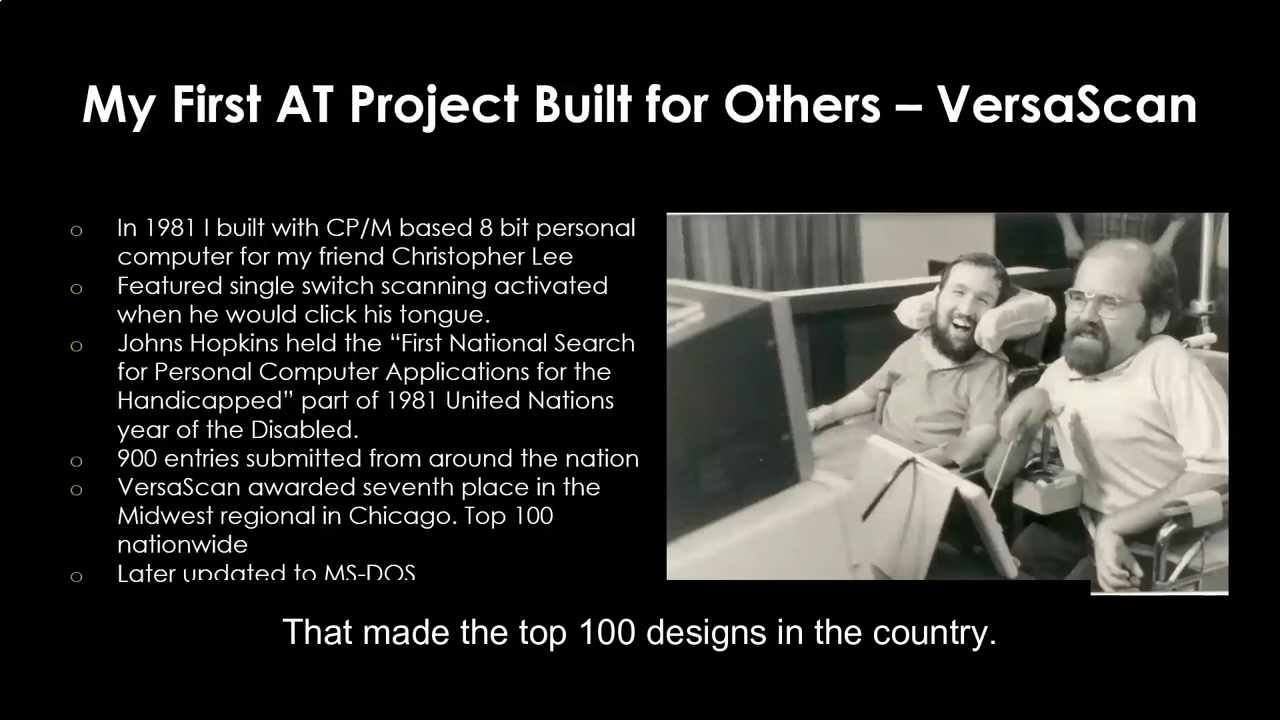 My First AT Project Built for Others – VersaScan
o In 1981 I built with CP/M based 8 bit personal
computer for my friend Christopher Lee
o Featured single switch scanning activated
when he would click his tongue.
o Johns Hopkins held the “First National Search
for Personal Computer Applications for the
Handicapped” part of 1981 United Nations
year of the Disabled.
o 900 entries submitted from around the nation
o VersaScan awarded seventh place in the
Midwest regional in Chicago. Top 100
nationwide
o Later updated to MS-DOS
That made the top 100 designs in the country.